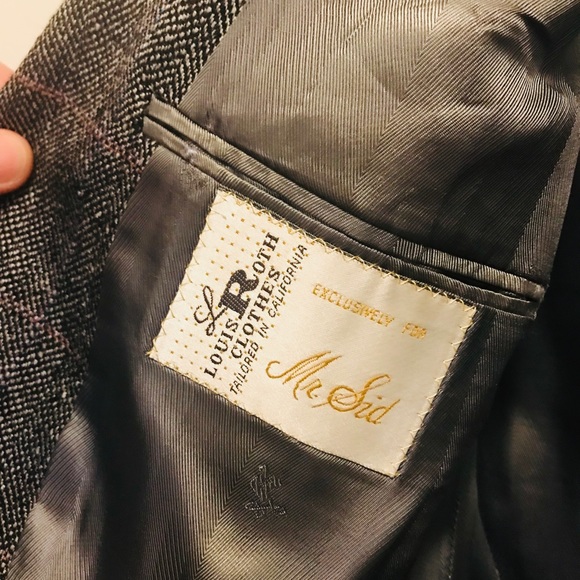 LR
LOUIS ROTH
CLOTHES
TAILORED IN CALIFORNIA
EXCLUSIVELY FOR
Mr. Sid